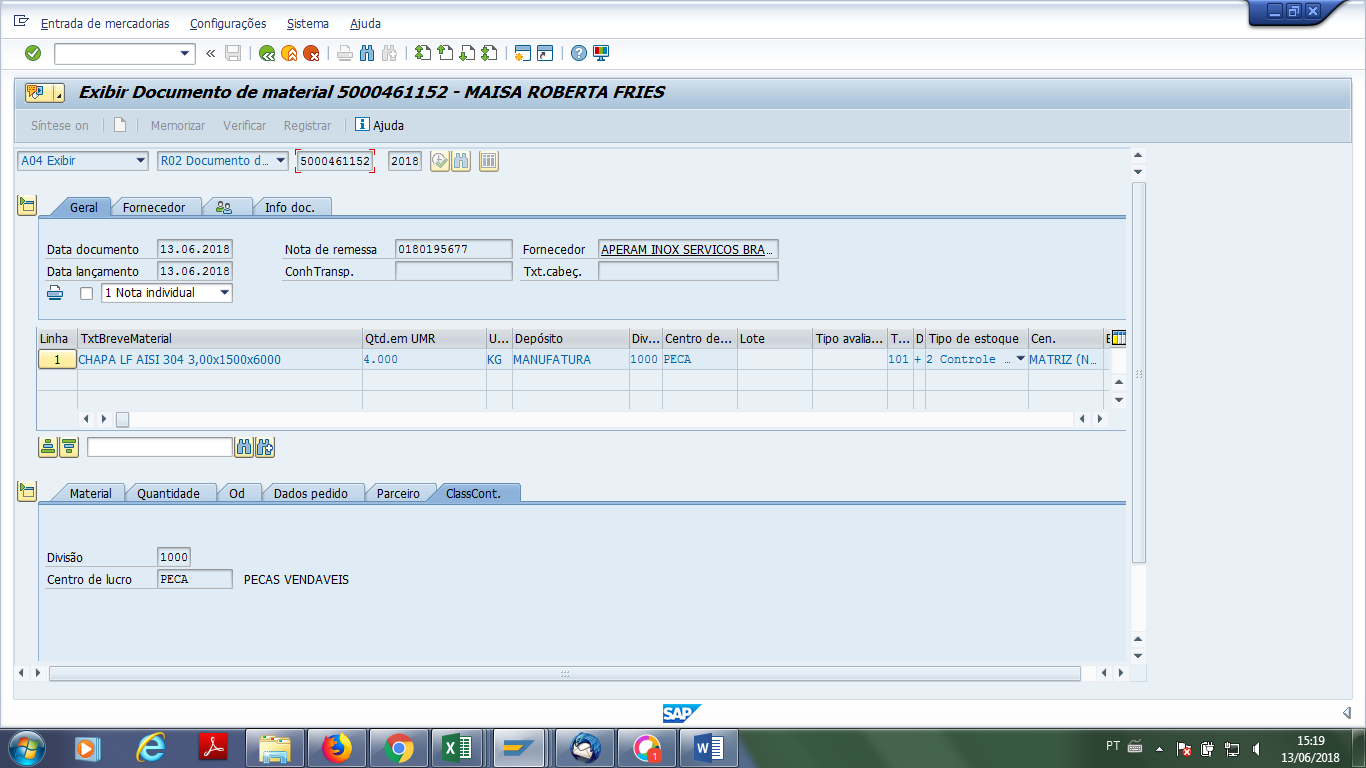 Entrada de mercadorias Configurações Sistema Ajuda
Exibir Documento de material 5000461152 - MAISA ROBERTA FRIES
Síntese on Memorizar Verificar Registrar Ajuda
A04 Exibir R02 Documento d... 5000461152 2018
Geral Fornecedor Info doc.
Data documento 13.06.2018 Nota de remessa 0180195677 Fornecedor APERAM INOX SERVICOS BRA...
Data lançamento 13.06.2018 ConhTransp. Txt.cabeç.
1 Nota individual
Linha TxtBreveMaterial Qtd.em UMR U... Depósito Div... Centro de... Lote Tipo avalia... T... D Tipo de estoque Cen. E
1 CHAPA LF AISI 304 3,00x1500x6000 4.000 KG MANUFATURA 1000 PECA 101 + 2 Controle ... MATRIZ (N...
Material Quantidade Od Dados pedido Parceiro ClassCont.
Divisão 1000
Centro de lucro PECA PECAS VENDAVEIS
SAP
PT 15:19
13/06/2018